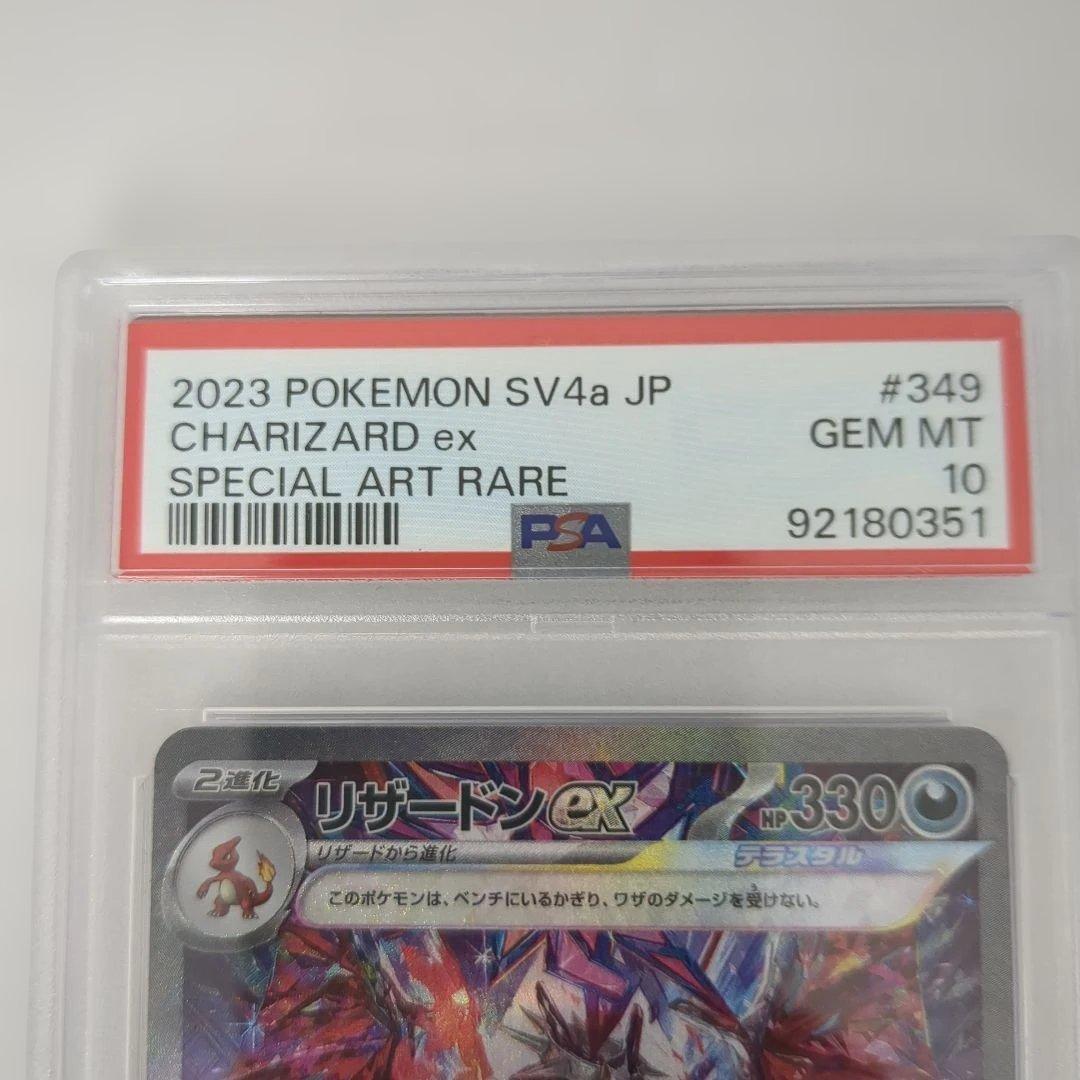 2023 POKEMON SV4a JP #349
CHARIZARD ex GEM MT
SPECIAL ART RARE 10
PSA 92180351
2進化 リザードンex HP 330
リザードから進化 テラスタル
このポケモンは、ベンチにいるかぎり、ワザのダメージを受けない。